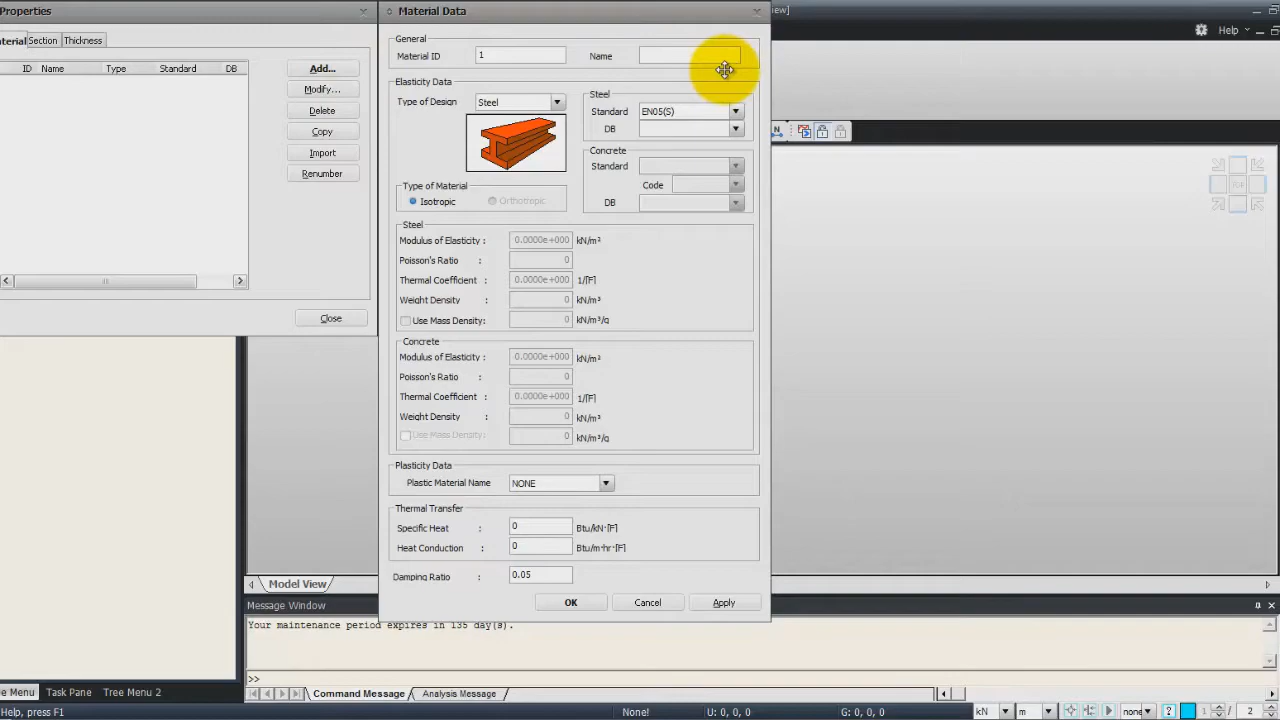 Properties
Material Data
iew]
Help
aterial Section Thickness
ID Name Type Standard DB
Add...
Modify...
Delete
Copy
Import
Renumber
Close
General
Material ID 1 Name
Elasticity Data
Type of Design Steel
Steel
Standard EN05(S)
DB
Concrete
Standard
Code
DB
Type of Material
Isotropic Orthotropic
Steel
Modulus of Elasticity : 0.0000e+000 kN/m²
Poisson's Ratio : 0
Thermal Coefficient : 0.0000e+000 1/[F]
Weight Density : 0 kN/m³
Use Mass Density: 0 kN/m³/g
Concrete
Modulus of Elasticity : 0.0000e+000 kN/m²
Poisson's Ratio : 0
Thermal Coefficient : 0.0000e+000 1/[F]
Weight Density : 0 kN/m³
Use Mass Density: 0 kN/m³/g
Plasticity Data
Plastic Material Name NONE
Thermal Transfer
Specific Heat : 0 Btu/kN·[F]
Heat Conduction : 0 Btu/m·hr·[F]
Damping Ratio : 0.05
OK Cancel Apply
Model View
Message Window
Your maintenance period expires in 135 day(s).
>>
ee Menu Task Pane Tree Menu 2
Command Message Analysis Message
Help, press F1 None! U: 0, 0, 0 G: 0, 0, 0 kN m none ? 1 / 2